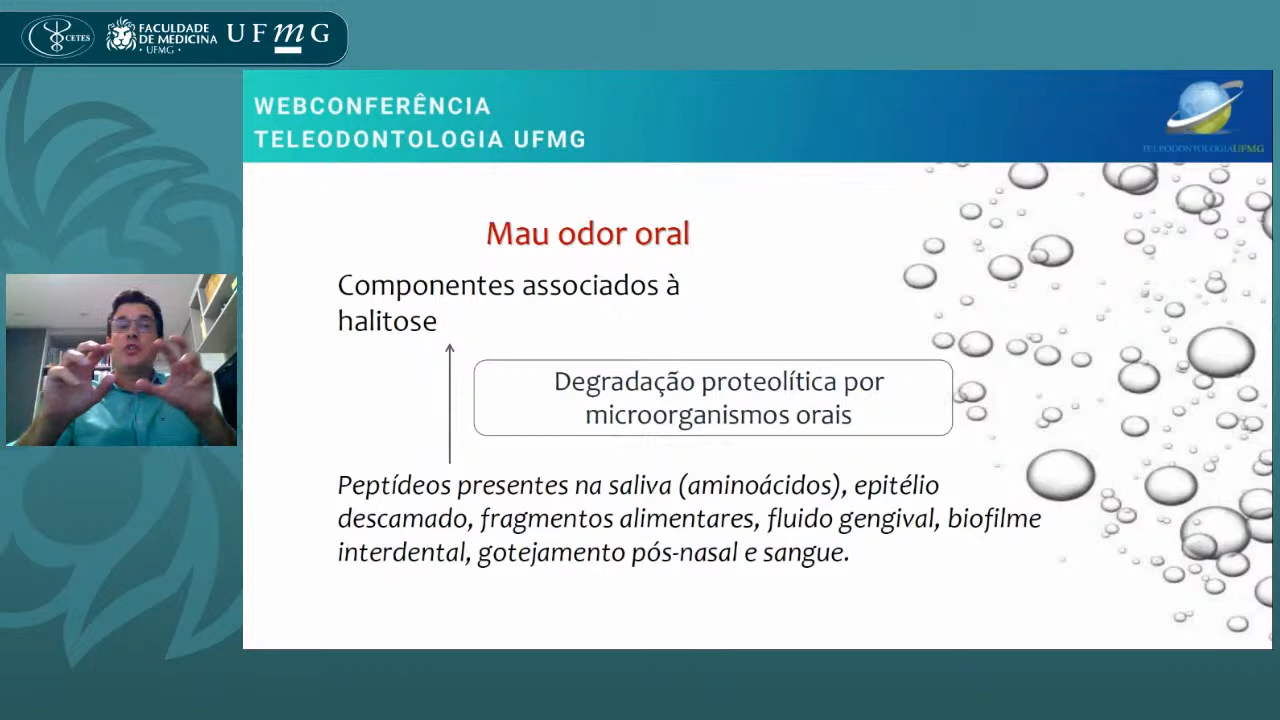 CETES
FACULDADE
DE MEDICINA
• UFMG •
UFmG
WEBCONFERÊNCIA
TELEODONTOLOGIA UFMG
TELEODONTOLOGIAUFMG
Mau odor oral
Componentes associados à
halitose
Degradação proteolítica por
microorganismos orais
Peptídeos presentes na saliva (aminoácidos), epitélio
descamado, fragmentos alimentares, fluido gengival, biofilme
interdental, gotejamento pós-nasal e sangue.